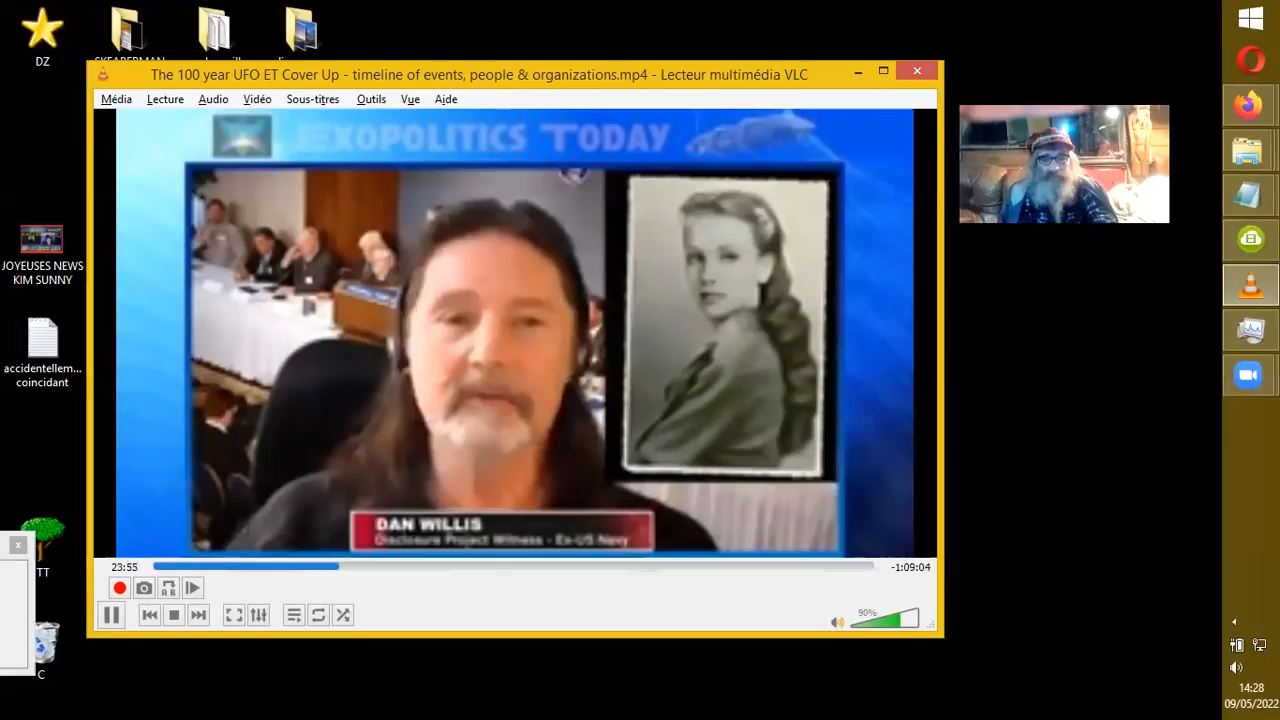 DZ
The 100 year UFO ET Cover Up - timeline of events, people & organizations.mp4 - Lecteur multimédia VLC
Média Lecture Audio Vidéo Sous-titres Outils Vue Aide
EXOPOLITICS TODAY
JOYEUSES NEWS
KIM SUNNY
accidentellem...
coincidant
DAN WILLIS
Disclosure Project Witness - Ex-US Navy
TT
23:55
-1:09:04
90%
C
14:28
09/05/2022